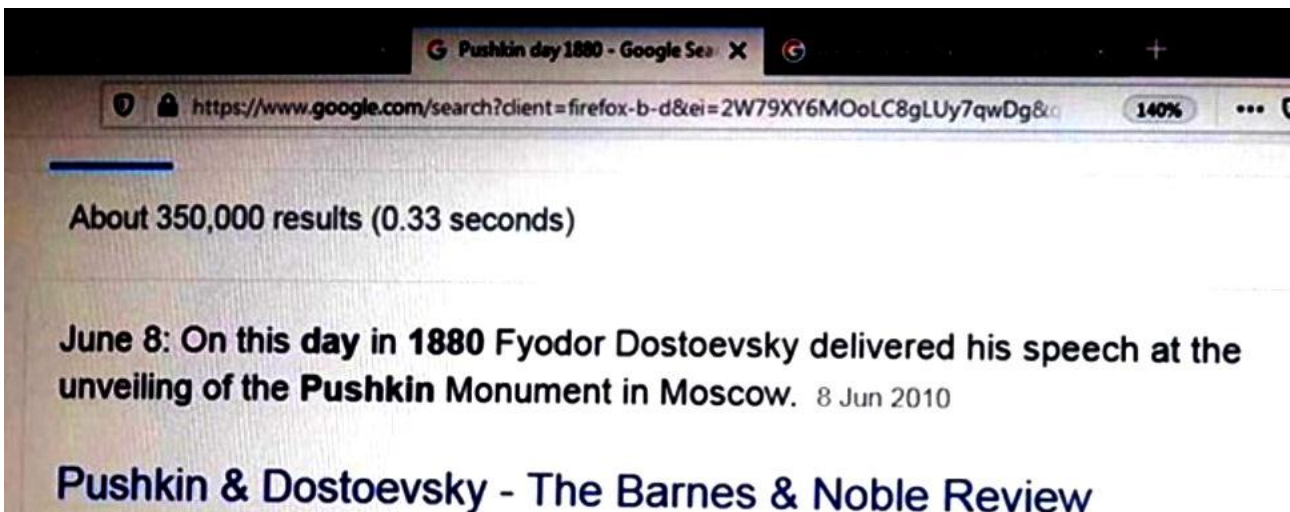 Pushkin day 1880 - Google Sea
https://www.google.com/search?client=firefox-b-d&ei=2W79XY6MOoLC8gLUy7qwDg&q
140%
About 350,000 results (0.33 seconds)
June 8: On this day in 1880 Fyodor Dostoevsky delivered his speech at the
unveiling of the Pushkin Monument in Moscow. 8 Jun 2010
Pushkin & Dostoevsky - The Barnes & Noble Review